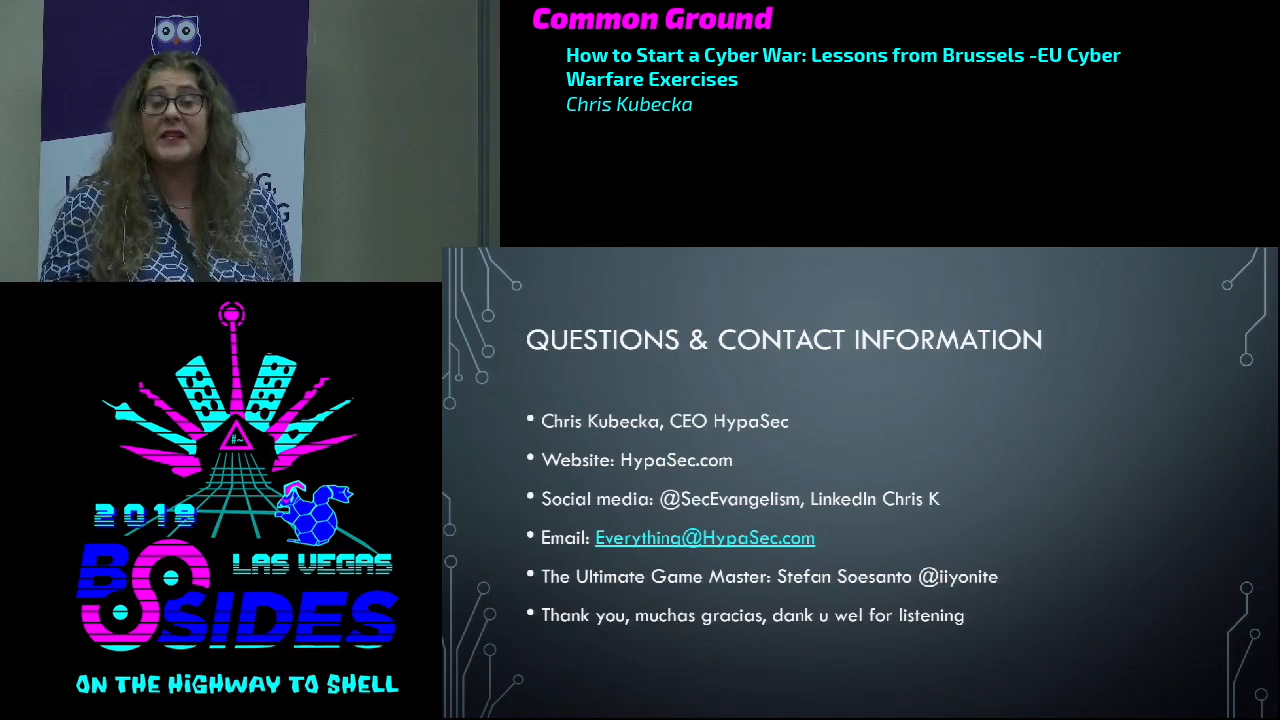 Common Ground
How to Start a Cyber War: Lessons from Brussels -EU Cyber
Warfare Exercises
Chris Kubecka
QUESTIONS & CONTACT INFORMATION
• Chris Kubecka, CEO HypaSec
• Website: HypaSec.com
• Social media: @SecEvangelism, LinkedIn Chris K
• Email: Everything@HypaSec.com
• The Ultimate Game Master: Stefan Soesanto @iiyonite
• Thank you, muchas gracias, dank u wel for listening
#~
2019
BSIDES
LAS VEGAS
ON THE HIGHWAY TO SHELL